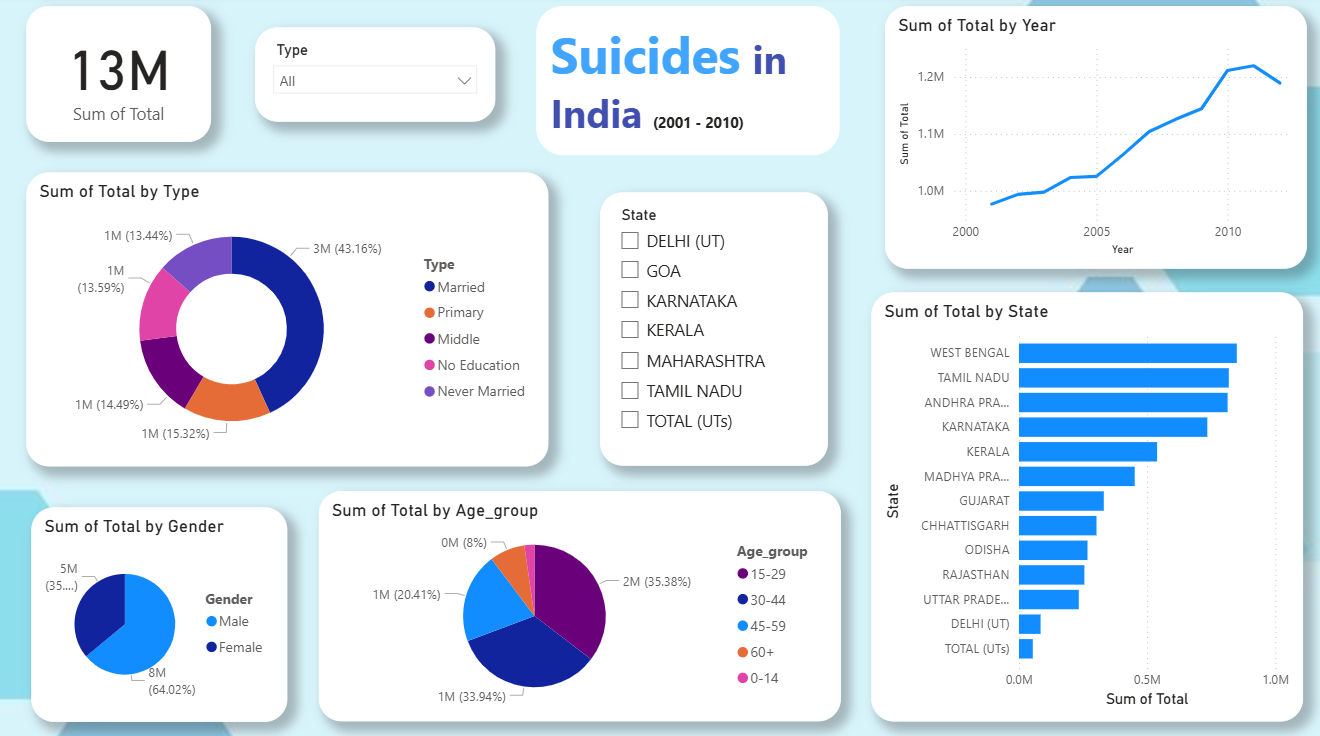 13M
Sum of Total
Type
All
Suicides in
India (2001 - 2010)
Sum of Total by Year
Sum of Total
1.2M
1.1M
1.0M
2000
2005
2010
Year
Sum of Total by Type
1M (13.44%)
3M (43.16%)
1M
(13.59%)
1M (14.49%)
1M (15.32%)
Type
Married
Primary
Middle
No Education
Never Married
State
DELHI (UT)
GOA
KARNATAKA
KERALA
MAHARASHTRA
TAMIL NADU
TOTAL (UTs)
Sum of Total by State
State
WEST BENGAL
TAMIL NADU
ANDHRA PRA...
KARNATAKA
KERALA
MADHYA PRA...
GUJARAT
CHHATTISGARH
ODISHA
RAJASTHAN
UTTAR PRADE...
DELHI (UT)
TOTAL (UTs)
0.0M
0.5M
1.0M
Sum of Total
Sum of Total by Gender
5M
(35....)
8M
(64.02%)
Gender
Male
Female
Sum of Total by Age_group
0M (8%)
2M (35.38%)
1M (20.41%)
1M (33.94%)
Age_group
15-29
30-44
45-59
60+
0-14